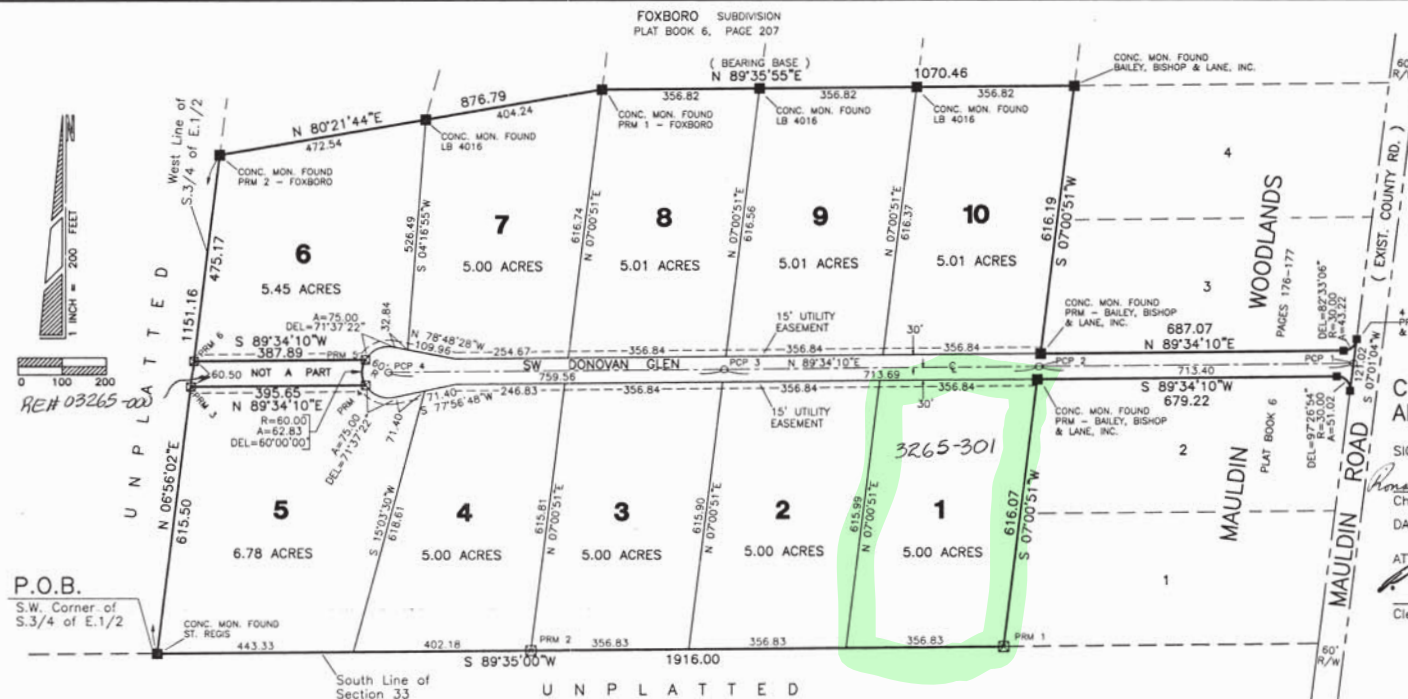 FOXBORO SUBDIVISION
PLAT BOOK 6, PAGE 207
( BEARING BASE )
N 89°35'55"E
1070.46
356.82
356.82
356.82
CONC. MON. FOUND
BAILEY, BISHOP & LANE, INC.
60'
R/W
876.79
404.24
N 80°21'44"E
472.54
CONC. MON. FOUND
PRM 1 - FOXBORO
CONC. MON. FOUND
LB 4016
CONC. MON. FOUND
LB 4016
CONC. MON. FOUND
LB 4016
CONC. MON. FOUND
PRM 2 - FOXBORO
West Line of
S.3/4 of E.1/2
N
1 INCH = 200 FEET
0 100 200
475.17
1151.16
6
5.45 ACRES
526.49
S 04°16'55"W
7
5.00 ACRES
616.74
N 07°00'51"E
8
5.01 ACRES
N 07°00'51"E
616.56
9
5.01 ACRES
N 07°00'51"E
616.37
10
5.01 ACRES
616.19
S 07°00'51"W
4
3
WOODLANDS
PAGES 176-177
( EXIST. COUNTY RD. )
DEL=82°33'06"
R=30.00
A=43.22
CONC. MON. FOUND
PRM - BAILEY, BISHOP
& LANE, INC.
687.07
N 89°34'10"E
15' UTILITY
EASEMENT
30'
A=75.00
DEL=71°37'22"
32.84
N 78°48'28"W
109.96
254.67
356.84
356.84
356.84
S 89°34'10"W
387.89
PRM 6
PRM 5
60.50
NOT A PART
60'
PCP 4
SW DONOVAN GLEN
PCP 3
N 89°34'10"E
PCP 2
PCP 1
759.56
713.69
713.40
127.02
S 07°01'04"W
REH 03265-000
PRM 3
395.65
N 89°34'10"E
PRM 4
R=60.00
A=62.83
DEL=60°00'00"
A=75.00
DEL=71°37'22
71.40
71.40
S 77°56'48"W
246.83
356.84
356.84
356.84
30'
15' UTILITY
EASEMENT
S 89°34'10"W
679.22
CONC. MON. FOUND
PRM - BAILEY, BISHOP
& LANE, INC.
DEL=97°26'54"
R=30.00
A=51.02
UNPLATTED
N 06°56'02"E
615.50
5
6.78 ACRES
S 15°03'30"W
618.61
4
5.00 ACRES
615.81
N 07°00'51"E
3
5.00 ACRES
615.90
N 07°00'51"E
2
5.00 ACRES
615.99
N 07°00'51"E
3265-301
1
5.00 ACRES
616.07
S 07°00'51"W
2
1
MAULDIN
PLAT BOOK 6
MAULDIN ROAD
P.O.B.
S.W. Corner of
S.3/4 of E.1/2
CONC. MON. FOUND
ST. REGIS
443.33
402.18
PRM 2
356.83
356.83
356.83
PRM 1
S 89°35'00"W
1916.00
South Line of
Section 33
UNPLATTED
60'
R/W